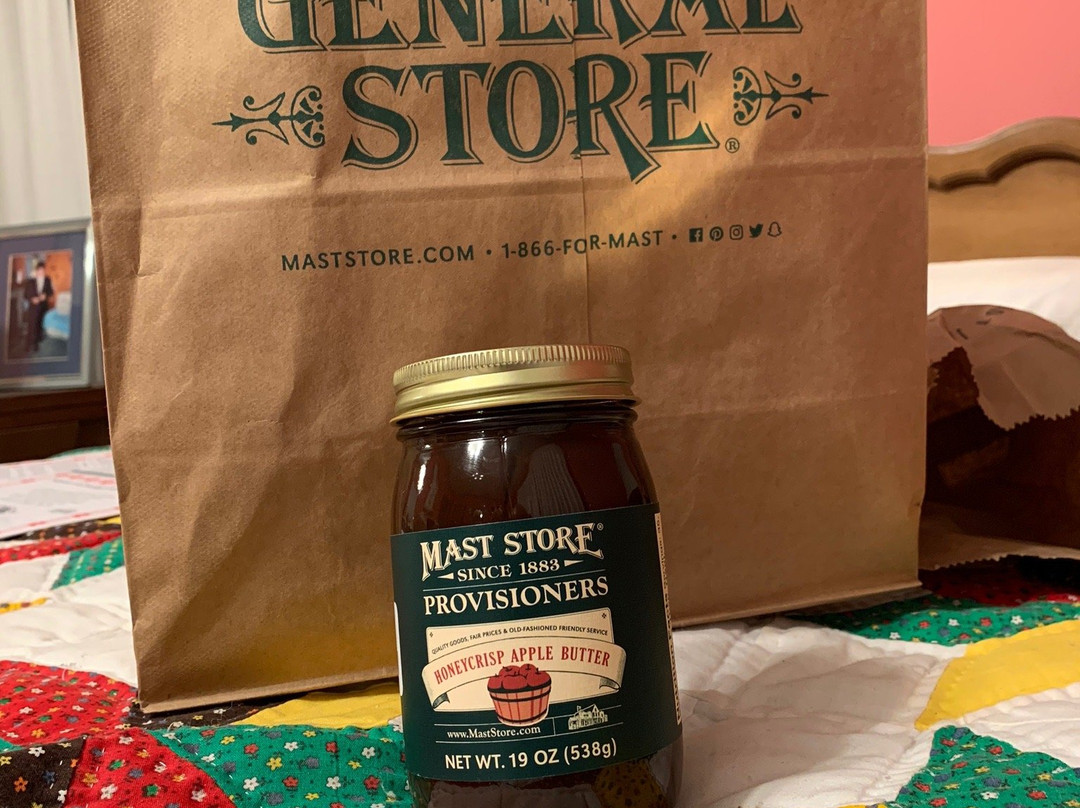 GENERAL
STORE®
MASTSTORE.COM • 1-866-FOR-MAST •
MAST STORE®
SINCE 1883
PROVISIONERS
QUALITY GOODS, FAIR PRICES & OLD-FASHIONED FRIENDLY SERVICE
HONEYCRISP APPLE BUTTER
www.MastStore.com
NET WT. 19 OZ (538g)